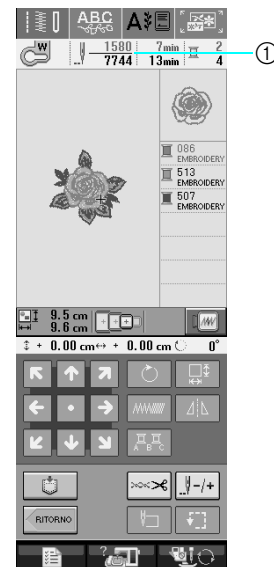 ABC A
W 1580 7min 2 ①
7744 13min 4
086
EMBROIDERY
513
EMBROIDERY
507
EMBROIDERY
9.5 cm
9.6 cm
+ 0.00 cm + 0.00 cm 0°
A B C
-/+
RITORNO
?